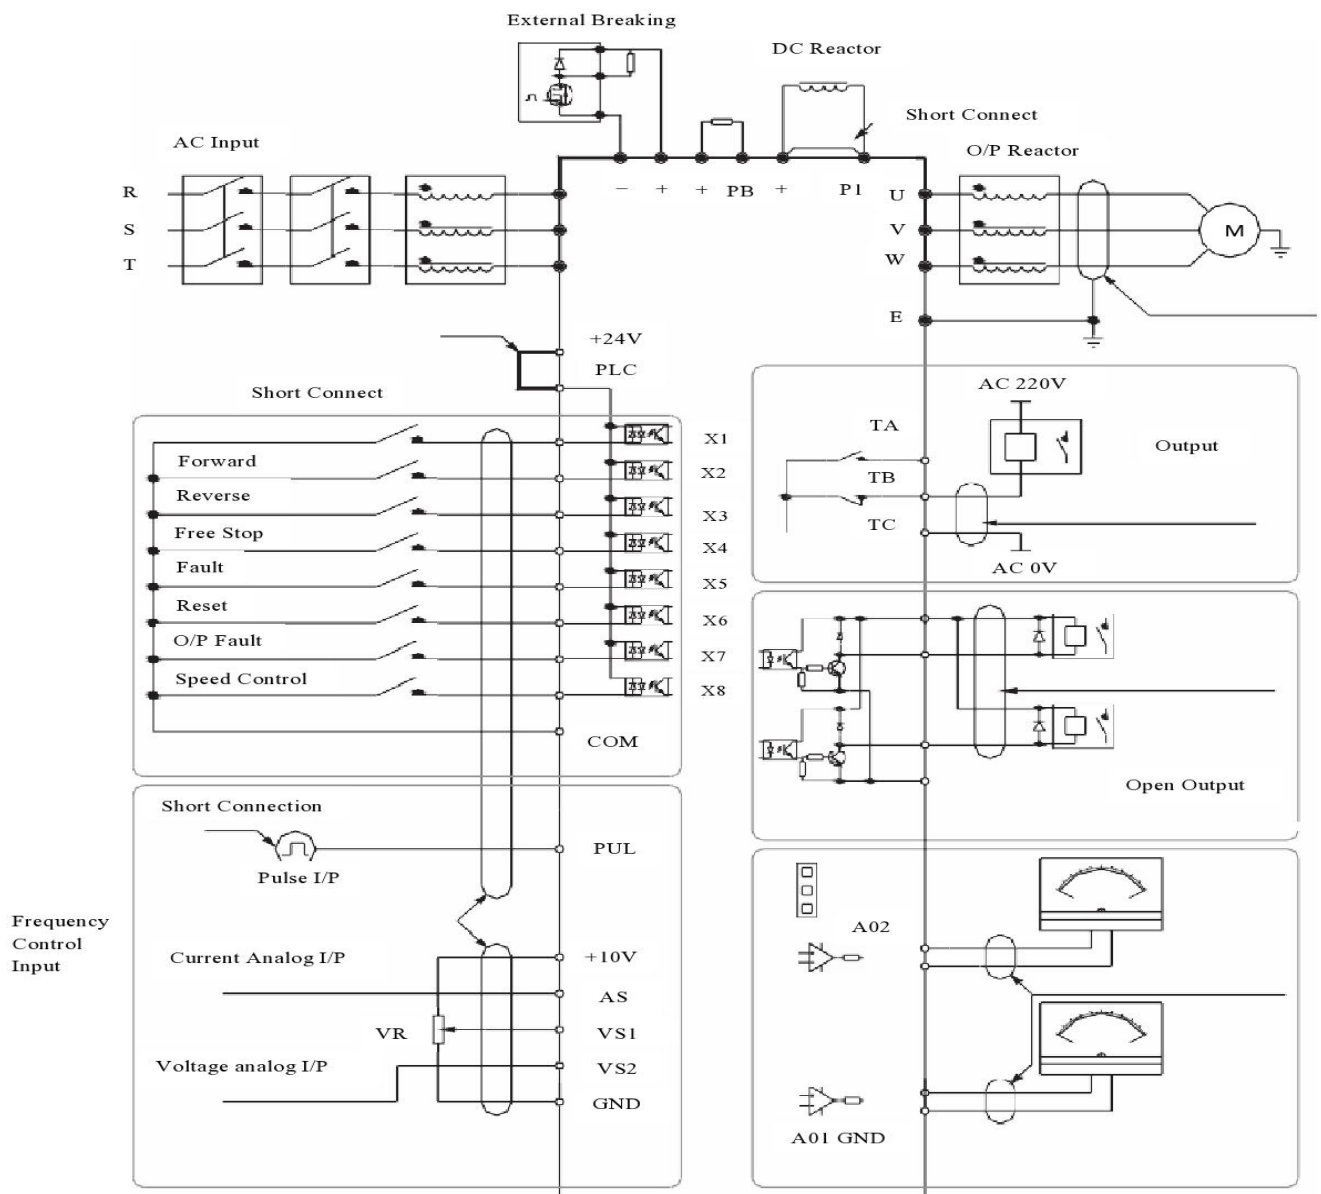 External Breaking
DC Reactor
Short Connect
AC Input
O/P Reactor
R
S
T
− + + PB + P1
U
V
W
M
E
+24V
PLC
Short Connect
X1
Forward
X2
Reverse
X3
Free Stop
X4
Fault
X5
Reset
X6
O/P Fault
X7
Speed Control
X8
COM
AC 220V
TA
Output
TB
TC
AC 0V
Open Output
Short Connection
PUL
Pulse I/P
Frequency
Control
Input
Current Analog I/P
+10V
AS
VR
VS1
Voltage analog I/P
VS2
GND
A02
A01 GND